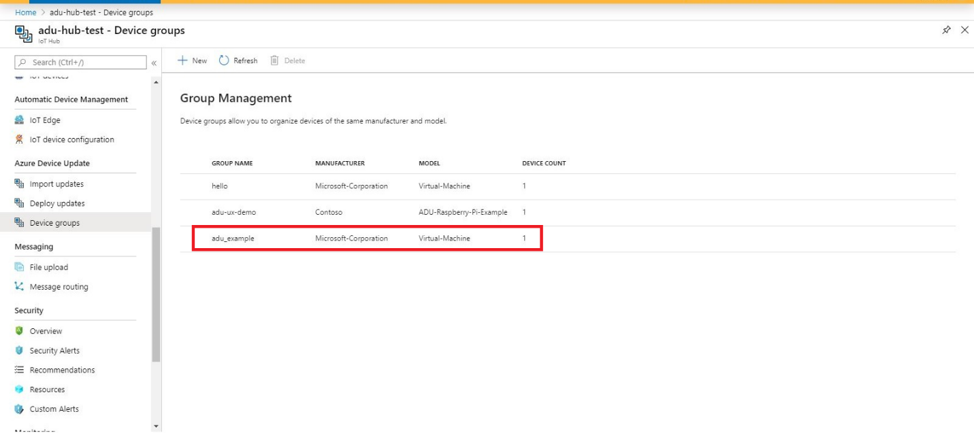 Home > adu-hub-test - Device groups
adu-hub-test - Device groups
IoT Hub
Search (Ctrl+/)
«
New
Refresh
Delete
IoT devices
Automatic Device Management
IoT Edge
IoT device configuration
Azure Device Update
Import updates
Deploy updates
Device groups
Messaging
File upload
Message routing
Security
Overview
Security Alerts
Recommendations
Resources
Custom Alerts
Monitoring
Group Management
Device groups allow you to organize devices of the same manufacturer and model.
GROUP NAME MANUFACTURER MODEL DEVICE COUNT
hello Microsoft-Corporation Virtual-Machine 1
adu-ux-demo Contoso ADU-Raspberry-Pi-Example 1
adu_example Microsoft-Corporation Virtual-Machine 1